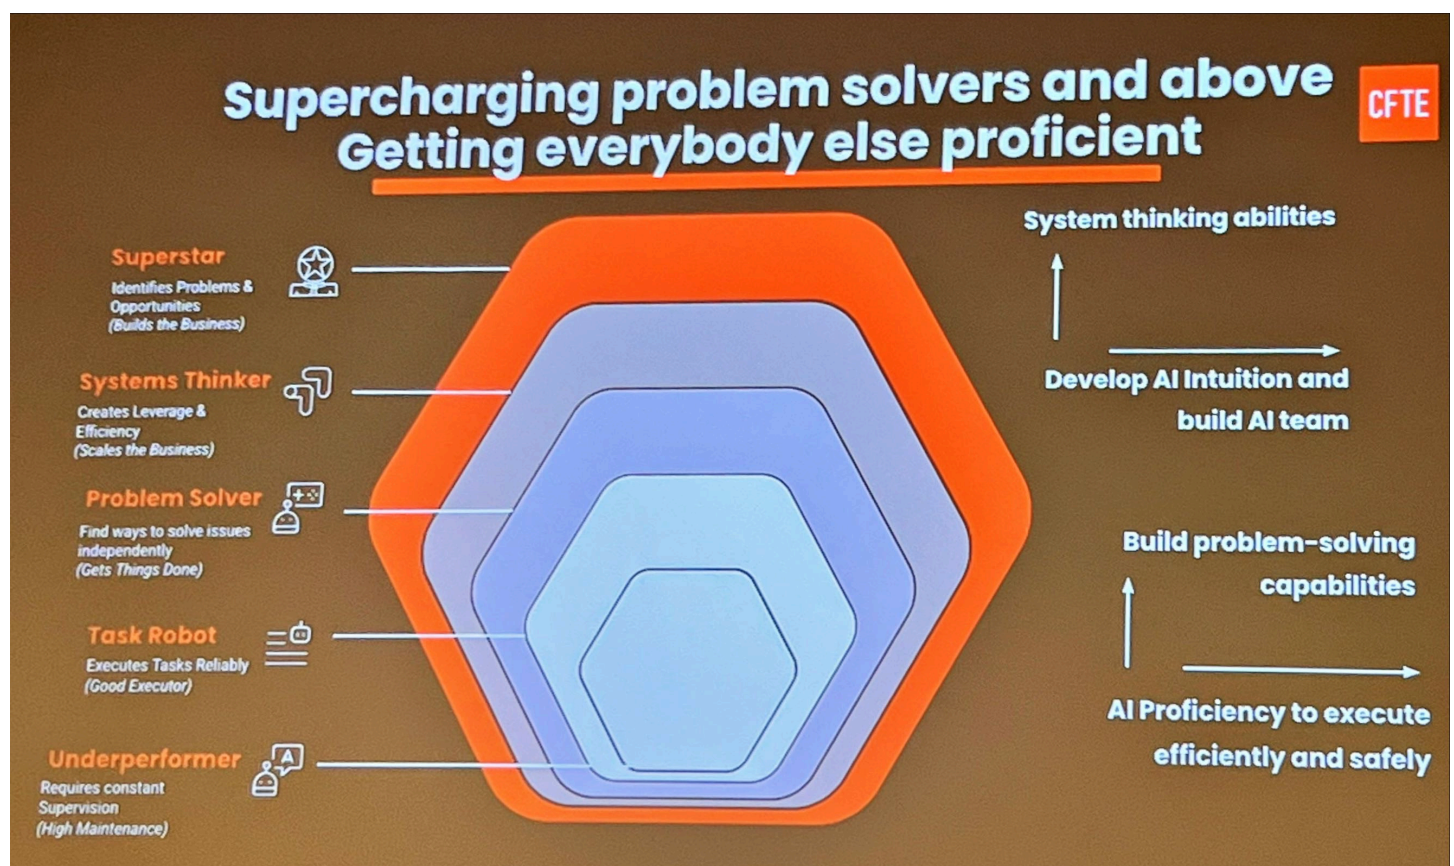 Supercharging problem solvers and above
Getting everybody else proficient
CFTE
Superstar
Identifies Problems &
Opportunities
(Builds the Business)
Systems Thinker
Creates Leverage &
Efficiency
(Scales the Business)
Problem Solver
Find ways to solve issues
independently
(Gets Things Done)
Task Robot
Executes Tasks Reliably
(Good Executor)
Underperformer
A
Requires constant
Supervision
(High Maintenance)
System thinking abilities
Develop AI Intuition and
build AI team
Build problem-solving
capabilities
AI Proficiency to execute
efficiently and safely